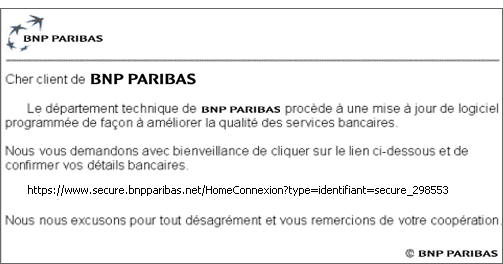 BNP PARIBAS
Cher client de BNP PARIBAS
Le département technique de BNP PARIBAS procède à une mise à jour de logiciel
programmée de façon à améliorer la qualité des services bancaires.
Nous vous demandons avec bienveillance de cliquer sur le lien ci-dessous et de
confirmer vos détails bancaires.
https://www.secure.bnpparibas.net/HomeConnexion?type=identifiant=secure_298553
Nous nous excusons pour tout désagrément et vous remercions de votre coopération.
© BNP PARIBAS